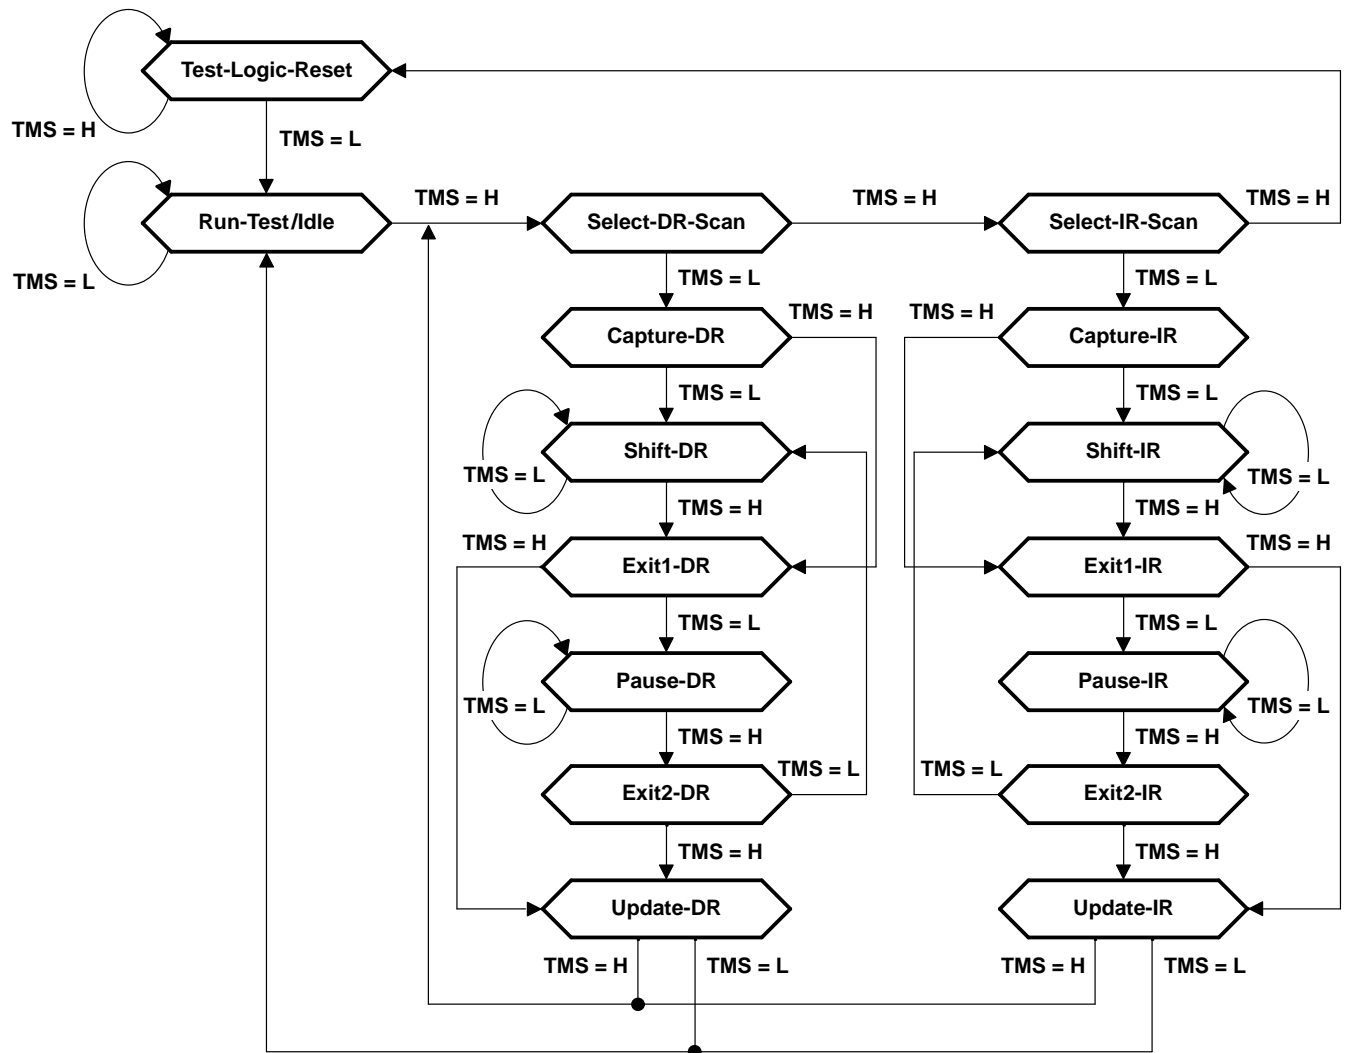 Test-Logic-Reset
TMS = H
TMS = L
TMS = H
TMS = H
TMS = H
Run-Test/Idle
Select-DR-Scan
Select-IR-Scan
TMS = L
TMS = L
TMS = L
TMS = H
TMS = H
Capture-DR
Capture-IR
TMS = L
TMS = L
Shift-DR
Shift-IR
TMS = L
TMS = L
TMS = H
TMS = H
TMS = H
TMS = H
Exit1-DR
Exit1-IR
TMS = L
TMS = L
Pause-DR
Pause-IR
TMS = L
TMS = L
TMS = H
TMS = H
TMS = L
TMS = L
Exit2-DR
Exit2-IR
TMS = H
TMS = H
Update-DR
Update-IR
TMS = H
TMS = L
TMS = H
TMS = L